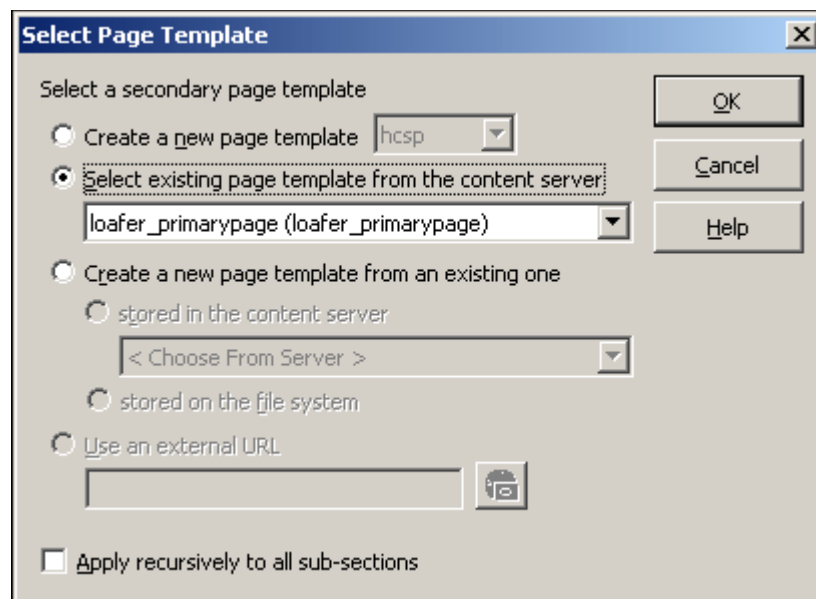 Select Page Template
Select a secondary page template
OK
Create a new page template hcsp
Cancel
Select existing page template from the content server
loafer_primarypage (loafer_primarypage)
Help
Create a new page template from an existing one
stored in the content server
< Choose From Server >
stored on the file system
Use an external URL
Apply recursively to all sub-sections